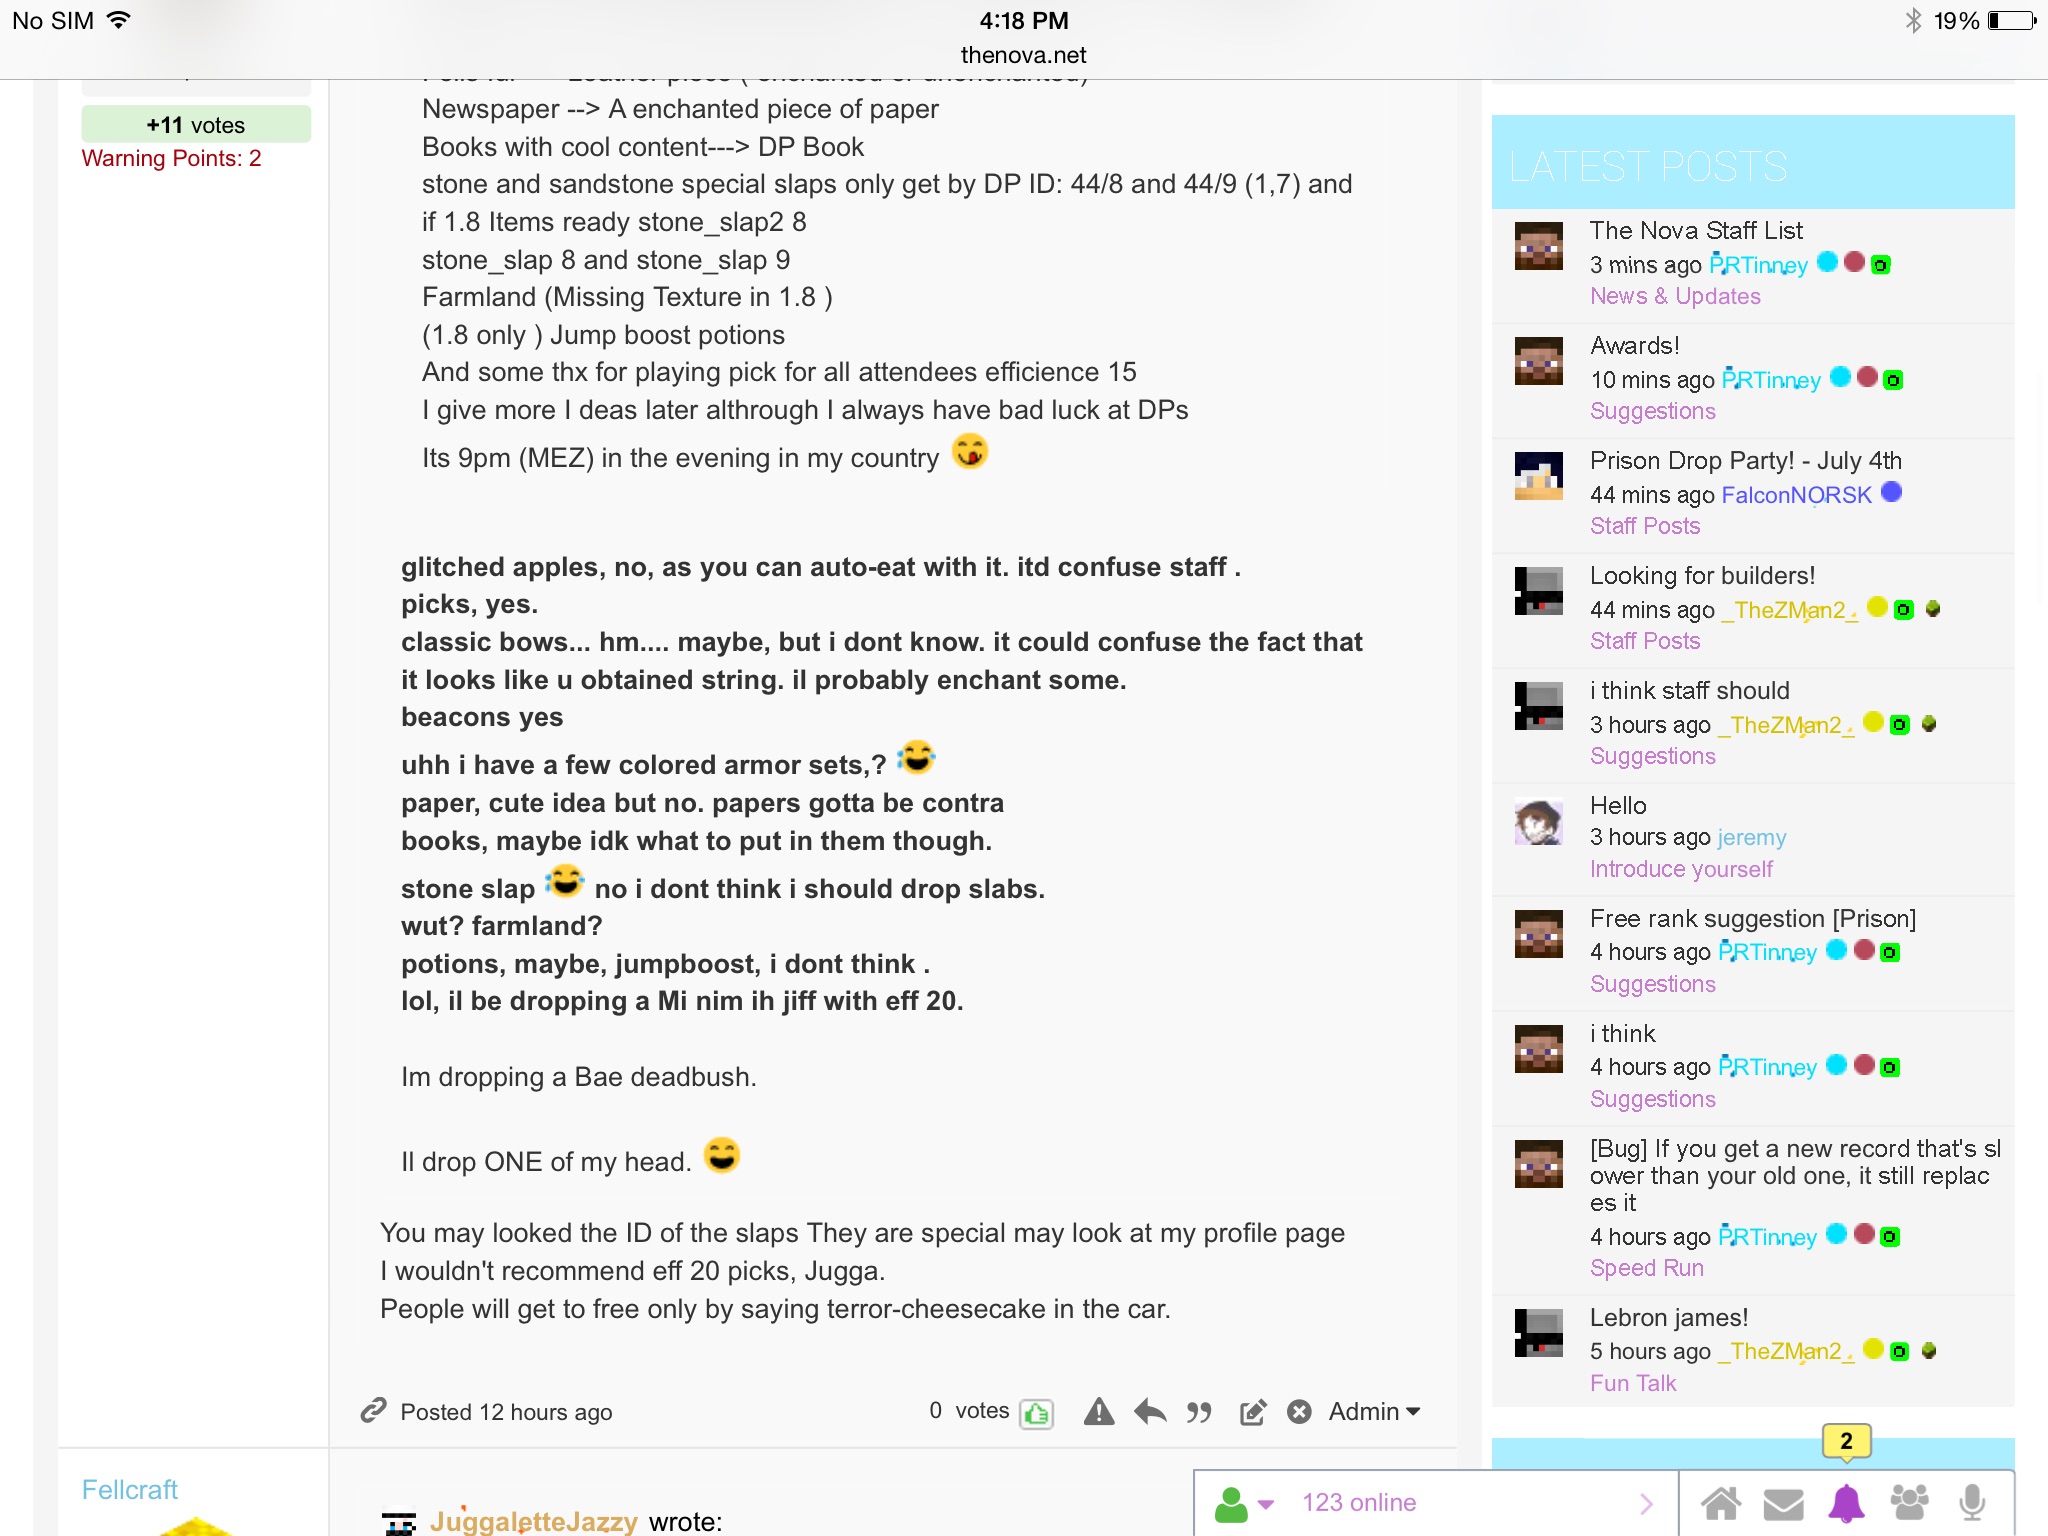 No SIM
4:18 PM
19%
thenova.net
+11 votes
Warning Points: 2
Newspaper --> A enchanted piece of paper
Books with cool content---> DP Book
stone and sandstone special slaps only get by DP ID: 44/8 and 44/9 (1,7) and
if 1.8 Items ready stone_slap2 8
stone_slap 8 and stone_slap 9
Farmland (Missing Texture in 1.8 )
(1.8 only ) Jump boost potions
And some thx for playing pick for all attendees efficience 15
I give more I deas later althrough I always have bad luck at DPs
Its 9pm (MEZ) in the evening in my country
glitched apples, no, as you can auto-eat with it. itd confuse staff .
picks, yes.
classic bows... hm.... maybe, but i dont know. it could confuse the fact that
it looks like u obtained string. il probably enchant some.
beacons yes
uhh i have a few colored armor sets,?
paper, cute idea but no. papers gotta be contra
books, maybe idk what to put in them though.
stone slap no i dont think i should drop slabs.
wut? farmland?
potions, maybe, jumpboost, i dont think .
lol, il be dropping a Mi nim ih jiff with eff 20.
Im dropping a Bae deadbush.
Il drop ONE of my head.
You may looked the ID of the slaps They are special may look at my profile page
I wouldn't recommend eff 20 picks, Jugga.
People will get to free only by saying terror-cheesecake in the car.
Posted 12 hours ago
0 votes
Admin
Fellcraft
JuggaletteJazzy wrote:
LATEST POSTS
The Nova Staff List
3 mins ago PRTinney
News & Updates
Awards!
10 mins ago PRTinney
Suggestions
Prison Drop Party! - July 4th
44 mins ago FalconNORSK
Staff Posts
Looking for builders!
44 mins ago _TheZMan2_
Staff Posts
i think staff should
3 hours ago _TheZMan2_
Suggestions
Hello
3 hours ago jeremy
Introduce yourself
Free rank suggestion [Prison]
4 hours ago PRTinney
Suggestions
i think
4 hours ago PRTinney
Suggestions
[Bug] If you get a new record that's sl
ower than your old one, it still replac
es it
4 hours ago PRTinney
Speed Run
Lebron james!
5 hours ago _TheZMan2_
Fun Talk
2
123 online